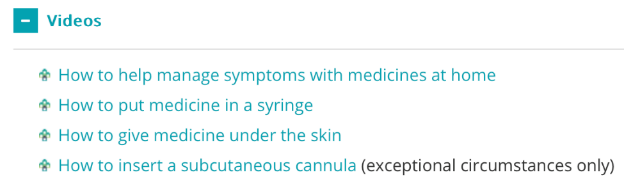 Videos
How to help manage symptoms with medicines at home
How to put medicine in a syringe
How to give medicine under the skin
How to insert a subcutaneous cannula (exceptional circumstances only)